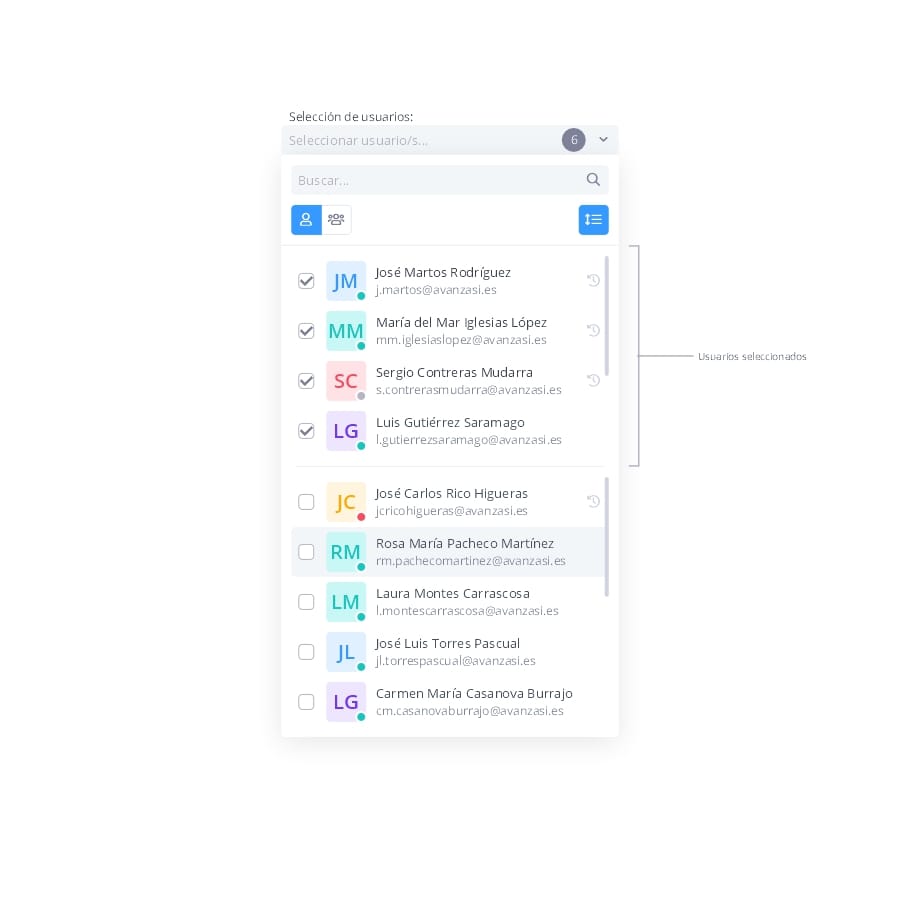 Selección de usuarios:
Seleccionar usuario/s...
6
Buscar...
JM
José Martos Rodríguez
j.martos@avanzasi.es
MM
María del Mar Iglesias López
mm.iglesiaslopez@avanzasi.es
SC
Sergio Contreras Mudarra
s.contrerasmudarra@avanzasi.es
Usuarios seleccionados
LG
Luis Gutiérrez Saramago
l.gutierrezsaramago@avanzasi.es
JC
José Carlos Rico Higueras
jcricohigueras@avanzasi.es
RM
Rosa María Pacheco Martínez
rm.pachecomartinez@avanzasi.es
LM
Laura Montes Carrascosa
l.montescarrascosa@avanzasi.es
JL
José Luis Torres Pascual
jl.torrespascual@avanzasi.es
LG
Carmen María Casanova Burrajo
cm.casanovaburrajo@avanzasi.es